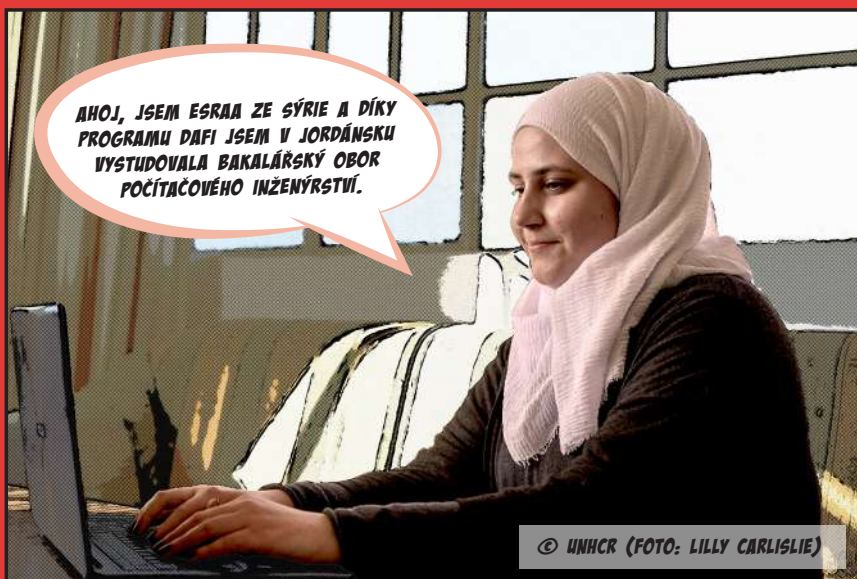 AHOJ, JSEM ESRAA ZE SÝRIE A DÍKY
PROGRAMU DAFI JSEM V JORDÁNSKU
VYSTUDOVALA BAKALÁŘSKÝ OBOR
POČÍTAČOVÉHO INŽENÝRSTVÍ.
© UNHCR (FOTO: LILLY CARLISLIE)